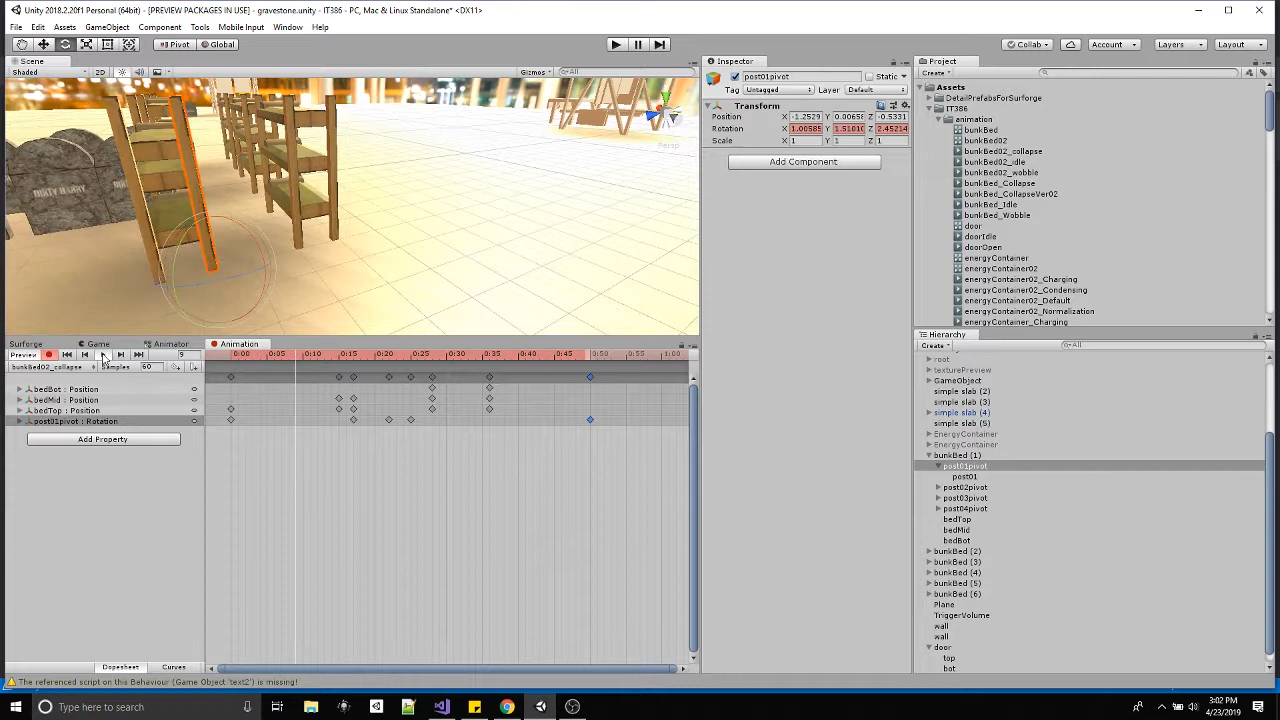 Unity 2018.2.20f1 Personal (64bit) - [PREVIEW PACKAGES IN USE] - gravestone.unity - IT386 - PC, Mac & Linux Standalone* <DX11>
File Edit Assets GameObject Component Tools Mobile Input Window Help
Pivot Global Collab Account Layers Layout
Scene
Shaded 2D Gizmos All
DIRTY HARRY
Persp
Inspector
post01pivot Static
Tag Untagged Layer Default
Transform
Position X -1.2529 Y 0.00658 Z -0.5331
Rotation X 1.00585 Y 1.51010 Z 2.45214
Scale X 1 Y 1 Z 1
Add Component
Project
Create
Assets
DetailPrefabsForSurforge
IT386
animation
bunkBed
bunkBed02
bunkBed02_collapse
bunkBed02_idle
bunkBed02_wobble
bunkBed_Collapse
bunkBed_CollapseVer02
bunkBed_Idle
bunkBed_Wobble
door
doorIdle
doorOpen
energyContainer
energyContainer02
energyContainer02_Charging
energyContainer02_Condensing
energyContainer02_Default
energyContainer02_Normalization
energyContainer_Charging
Surforge Game Animator Animation
Preview 9 0:00 0:05 0:10 0:15 0:20 0:25 0:30 0:35 0:40 0:45 0:50 0:55 1:00
bunkBed02_collapse Samples 60
bedBot : Position
bedMid : Position
bedTop : Position
post01pivot : Rotation
Add Property
Dopesheet Curves
Hierarchy
Create All
root
texturePreview
GameObject
simple slab (2)
simple slab (3)
simple slab (4)
simple slab (5)
EnergyContainer
EnergyContainer
bunkBed (1)
post01pivot
post01
post02pivot
post03pivot
post04pivot
bedTop
bedMid
bedBot
bunkBed (2)
bunkBed (3)
bunkBed (4)
bunkBed (5)
bunkBed (6)
Plane
TriggerVolume
wall
wall
door
top
bot
The referenced script on this Behaviour (Game Object 'text2') is missing!
Type here to search
3:02 PM
4/23/2019